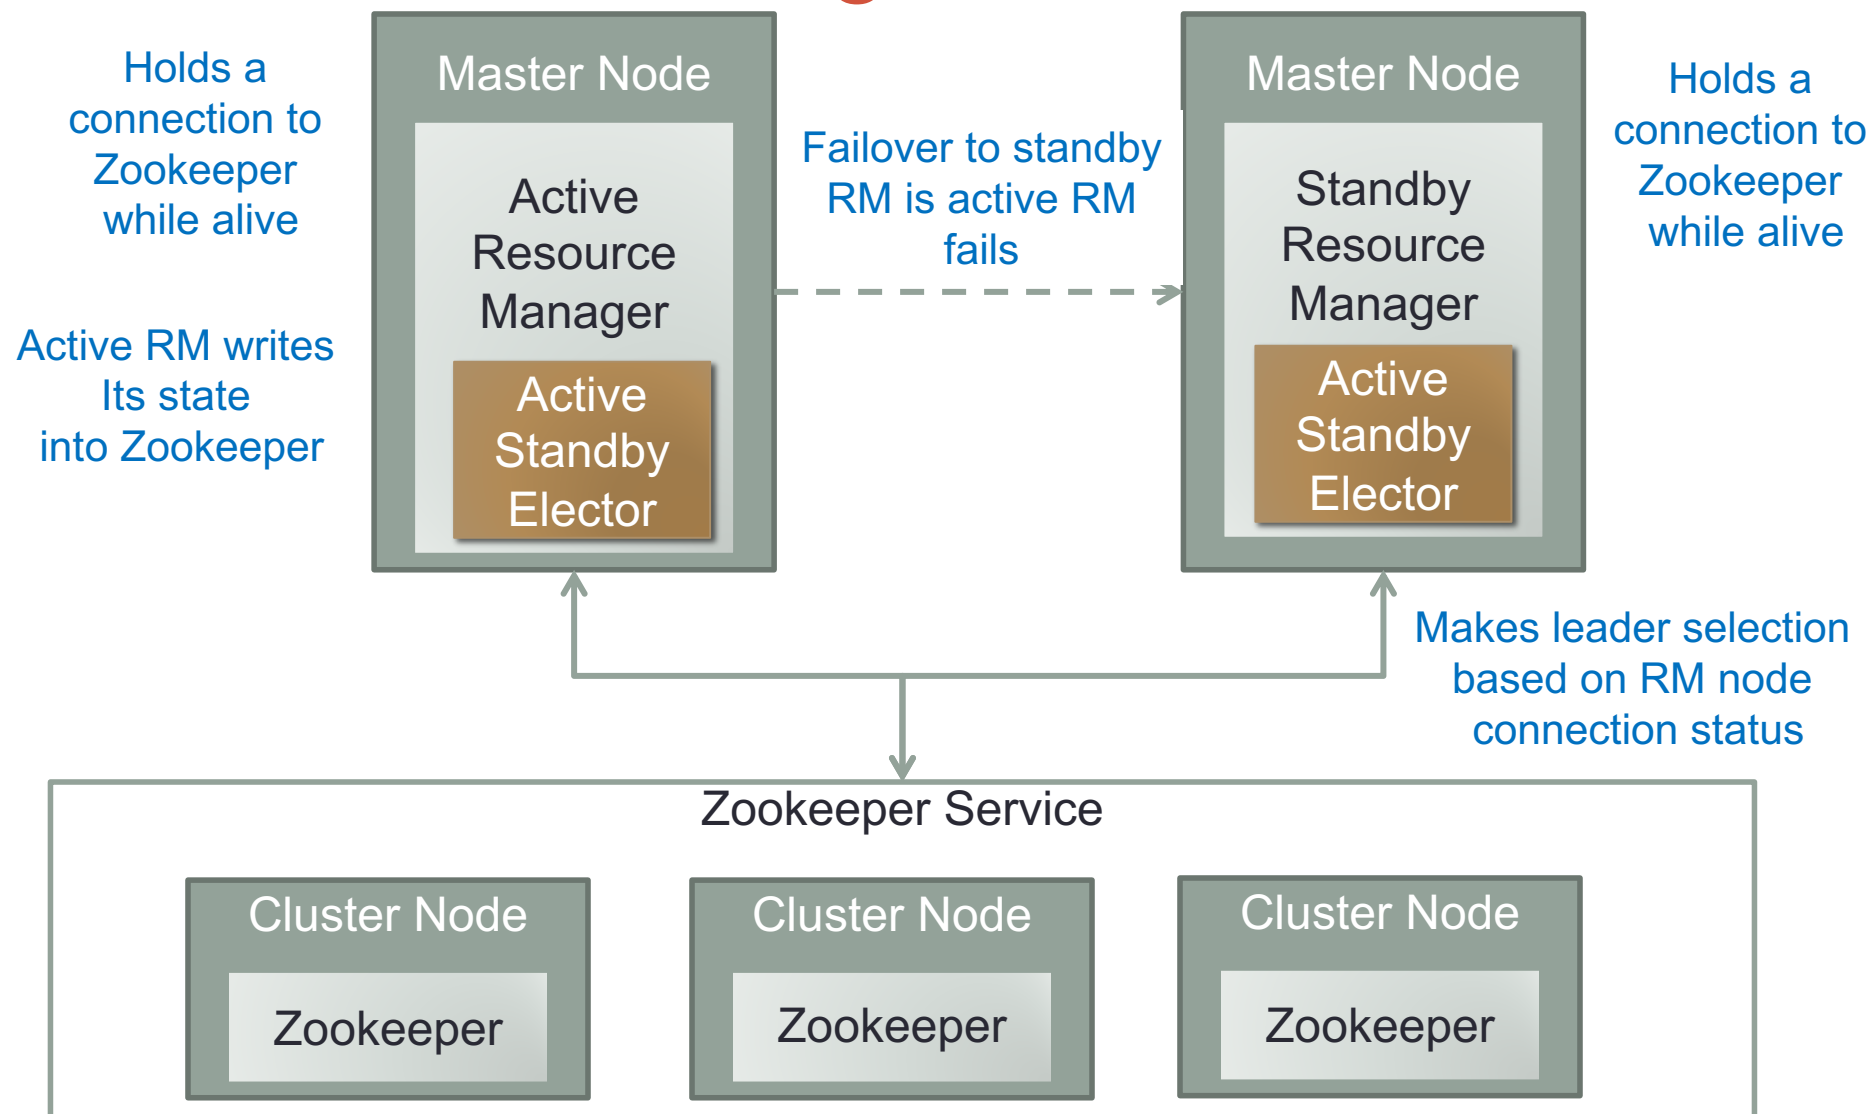 Holds a
connection to
Zookeeper
while alive
Active RM writes
Its state
into Zookeeper
Master Node
Active
Resource
Manager
Active
Standby
Elector
Failover to standby
RM is active RM
fails
Master Node
Standby
Resource
Manager
Active
Standby
Elector
Holds a
connection to
Zookeeper
while alive
Makes leader selection
based on RM node
connection status
Zookeeper Service
Cluster Node
Zookeeper
Cluster Node
Zookeeper
Cluster Node
Zookeeper